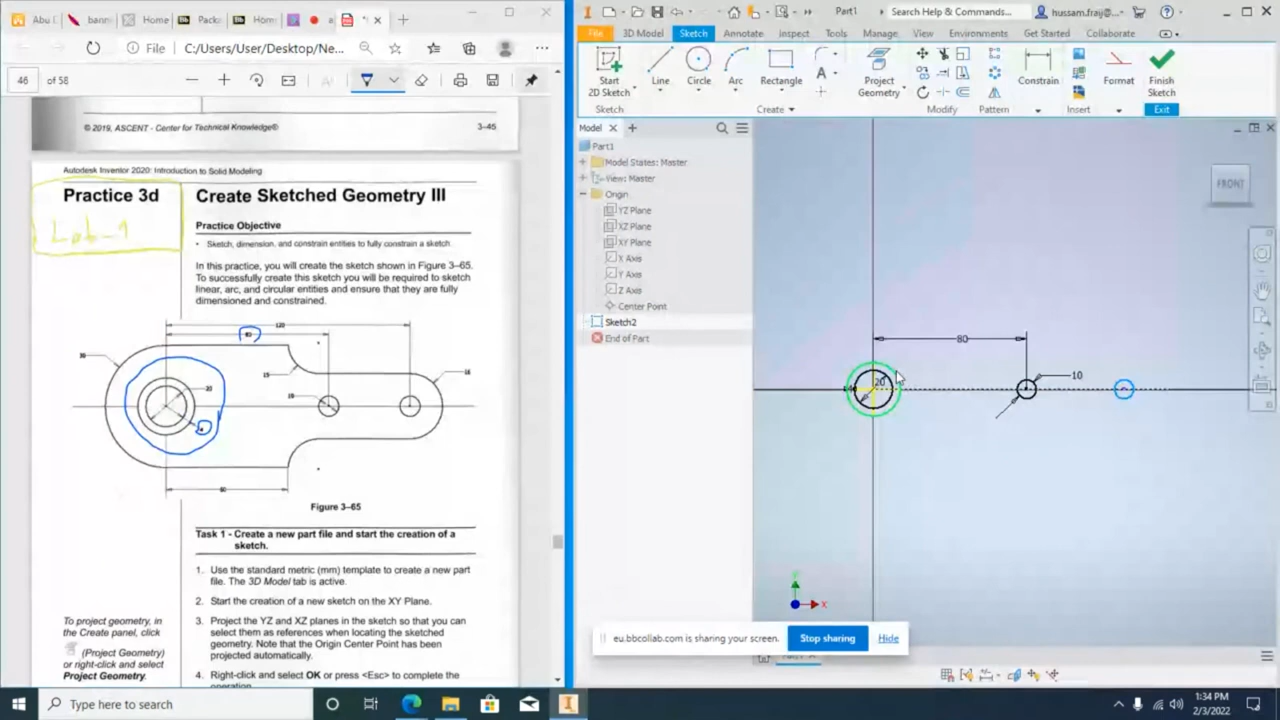 Abu
bann
Home
Packa
Home
File C:/Users/User/Desktop/Ne...
46 of 58
© 2019, ASCENT - Center for Technical Knowledge®
3-45
Autodesk Inventor 2020: Introduction to Solid Modeling
Practice 3d
Create Sketched Geometry III
Practice Objective
• Sketch, dimension, and constrain entities to fully constrain a sketch.
In this practice, you will create the sketch shown in Figure 3–65.
To successfully create this sketch you will be required to sketch
linear, arc, and circular entities and ensure that they are fully
dimensioned and constrained.
120
Figure 3–65
Task 1 - Create a new part file and start the creation of a
sketch.
1. Use the standard metric (mm) template to create a new part
file. The 3D Model tab is active.
2. Start the creation of a new sketch on the XY Plane.
3. Project the YZ and XZ planes in the sketch so that you can
select them as references when locating the sketched
geometry. Note that the Origin Center Point has been
projected automatically.
4. Right-click and select OK or press <Esc> to complete the
operation.
To project geometry, in
the Create panel, click
(Project Geometry)
or right-click and select
Project Geometry.
Part1
Search Help & Commands...
hussam.fraij@...
File
3D Model
Sketch
Annotate
Inspect
Tools
Manage
View
Environments
Get Started
Collaborate
Start
2D Sketch
Line
Circle
Arc
Rectangle
Project
Geometry
Constrain
Format
Finish
Sketch
Sketch
Create
Modify
Pattern
Insert
Exit
Model
Part1
Model States: Master
View: Master
Origin
YZ Plane
XZ Plane
XY Plane
X Axis
Y Axis
Z Axis
Center Point
Sketch2
End of Part
FRONT
80
20
10
Y
X
eu.bbcollab.com is sharing your screen.
Stop sharing
Hide
Type here to search
1:34 PM
2/3/2022